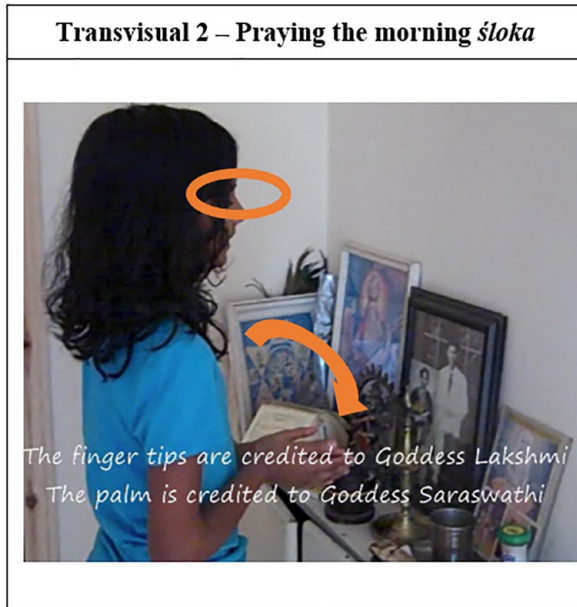 Transvisual 2 – Praying the morning śloka
The finger tips are credited to Goddess Lakshmi
The palm is credited to Goddess Saraswathi